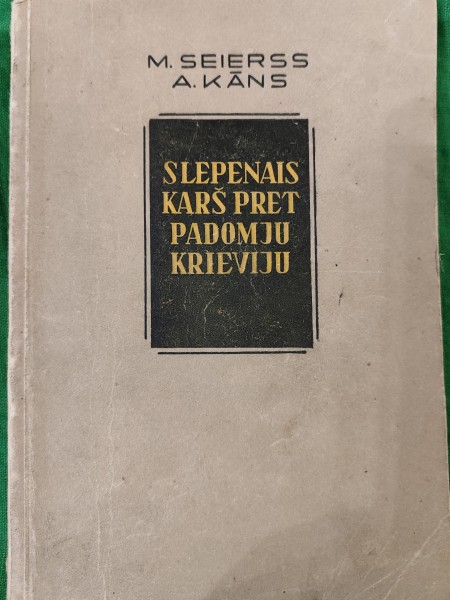 M. SEIERSS
A. KĀNS
SLEPENAIS
KARŠ PRET
PADOMJU
KRIEVIJU